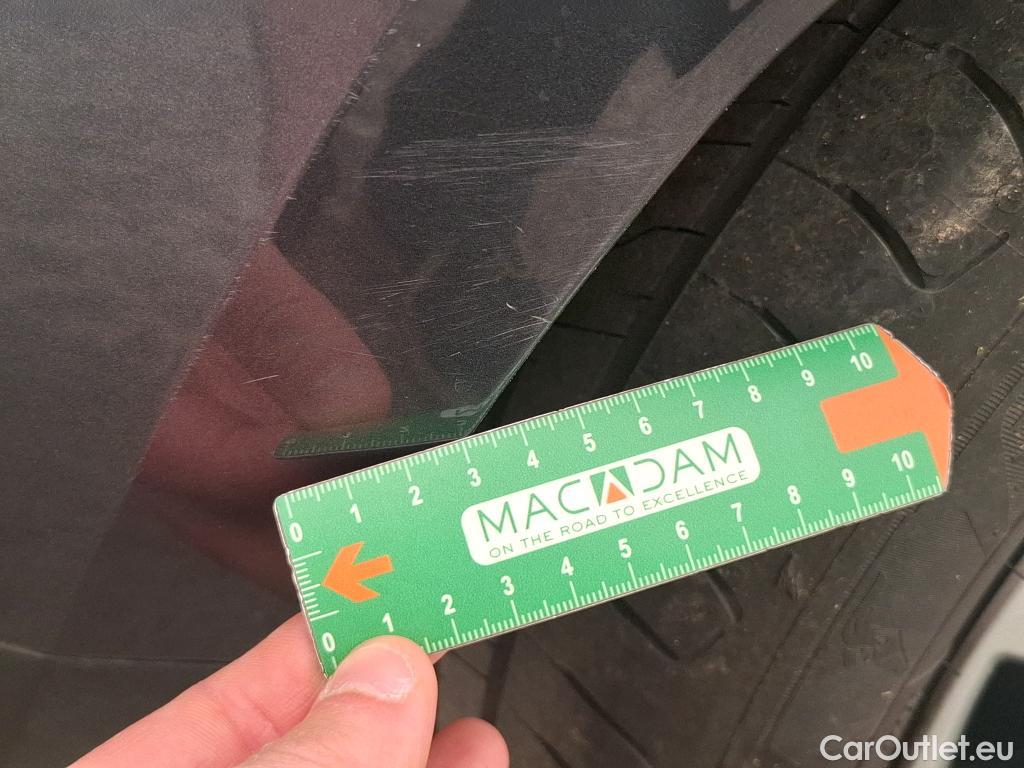 0 1 2 3 4 5 6 7 8 9 10
MACADAM
ON THE ROAD TO EXCELLENCE
0 1 2 3 4 5 6 7 8 9 10
CarOutlet.eu